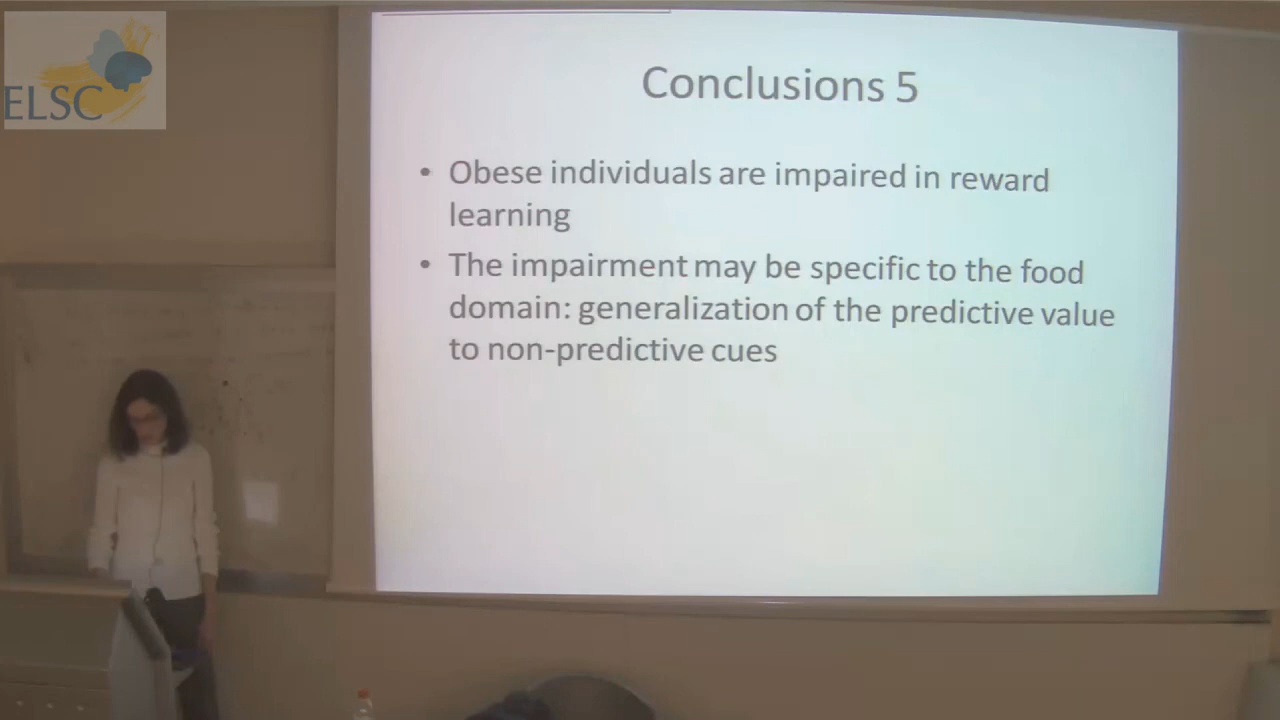 ELSC
Conclusions 5
• Obese individuals are impaired in reward
learning
• The impairment may be specific to the food
domain: generalization of the predictive value
to non-predictive cues